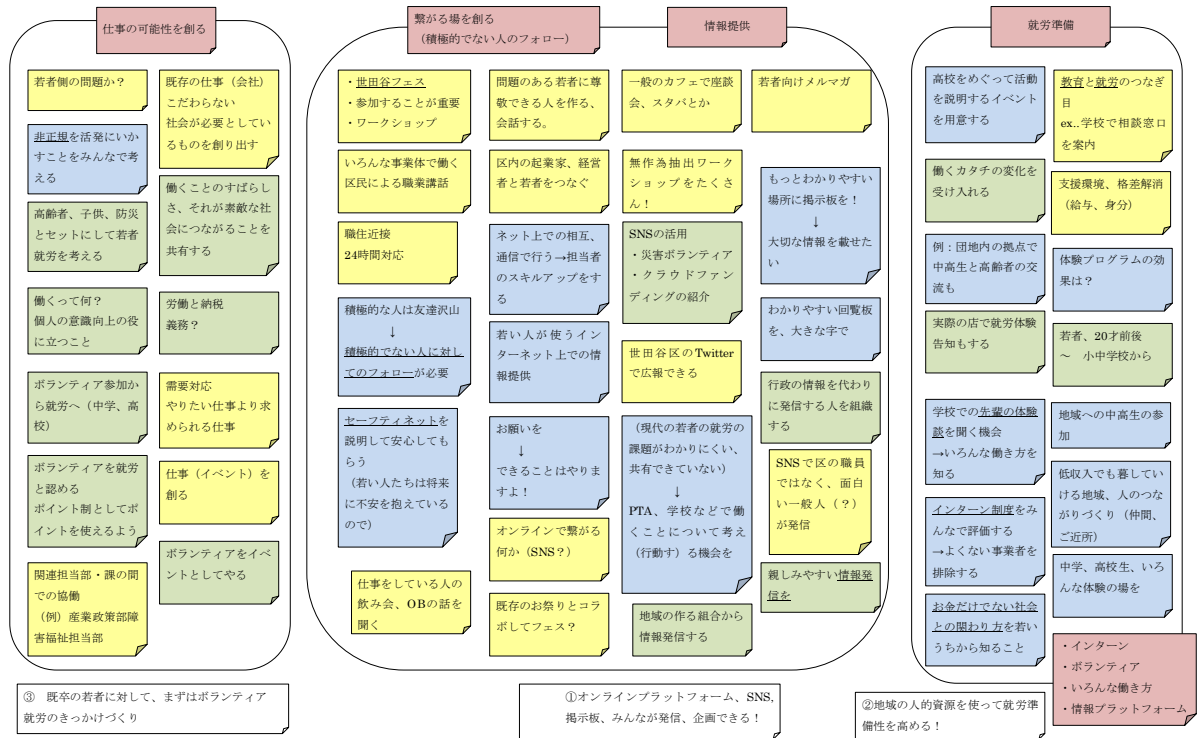 仕事の可能性を創る
若者側の問題か？
既存の仕事（会社）
こだわらない
社会が必要としてい
るものを創り出す
非正規を活発にいか
すことをみんなで考
える
働くことのすばらし
さ、それが素敵な社
会につながることを
共有する
高齢者、子供、防災
とセットにして若者
就労を考える
働くって何？
個人の意識向上の役
に立つこと
労働と納税
義務？
ボランティア参加か
ら就労へ（中学、高
校）
需要対応
やりたい仕事より求
められる仕事
ボランティアを就労
と認める
ポイント制としてポ
イントを使えるよう
仕事（イベント）を
創る
ボランティアをイベ
ントとしてやる
関連担当部・課の間
での協働
（例）産業政策部障
害福祉担当部
③　既卒の若者に対して、まずはボランティア
就労のきっかけづくり
繋がる場を創る
（積極的でない人のフォロー）
情報提供
・世田谷フェス
・参加することが重要
・ワークショップ
問題のある若者に尊
敬できる人を作る、
会話する。
一般のカフェで座談
会、スタバとか
若者向けメルマガ
いろんな事業体で働く
区民による職業講話
区内の起業家、経営
者と若者をつなぐ
無作為抽出ワーク
ショップをたくさ
ん！
もっとわかりやすい
場所に掲示板を！
↓
大切な情報を載せた
い
職住近接
24時間対応
ネット上での相互、
通信で行う→担当者
のスキルアップをす
る
SNSの活用
・災害ボランティア
・クラウドファン
ディングの紹介
積極的な人は友達沢山
↓
積極的でない人に対し
てのフォローが必要
若い人が使うイン
ターネット上での情
報提供
世田谷区のTwitter
で広報できる
わかりやすい回覧板
を、大きな字で
行政の情報を代わり
に発信する人を組織
する
セーフティネットを
説明して安心しても
らう
（若い人たちは将来
に不安を抱えている
ので）
お願いを
↓
できることはやりま
すよ！
（現代の若者の就労の
課題がわかりにくい、
共有できていない）
↓
PTA、学校などで働
くことについて考え
（行動す）る機会を
SNSで区の職員
ではなく、面白
い一般人（？）
が発信
オンラインで繋がる
何か（SNS？）
仕事をしている人の
飲み会、OBの話を
聞く
既存のお祭りとコラ
ボしてフェス？
地域の作る組合から
情報発信する
親しみやすい情報発
信を
①オンラインプラットフォーム、SNS,
掲示板、みんなが発信、企画できる！
就労準備
高校をめぐって活動
を説明するイベント
を用意する
教育と就労のつなぎ
目
ex..学校で相談窓口
を案内
働くカタチの変化を
受け入れる
支援環境、格差解消
（給与、身分）
例：団地内の拠点で
中高生と高齢者の交
流も
体験プログラムの効
果は？
実際の店で就労体験
告知もする
若者、20才前後
～　小中学校から
学校での先輩の体験
談を聞く機会
→いろんな働き方を
知る
地域への中高生の参
加
低収入でも暮してい
ける地域、人のつな
がりづくり（仲間、
ご近所）
インターン制度をみ
んなで評価する
→よくない事業者を
排除する
中学、高校生、いろ
んな体験の場を
お金だけでない社会
との関わり方を若い
うちから知ること
・インターン
・ボランティア
・いろんな働き方
・情報プラットフォーム
②地域の人的資源を使って就労準
備性を高める！